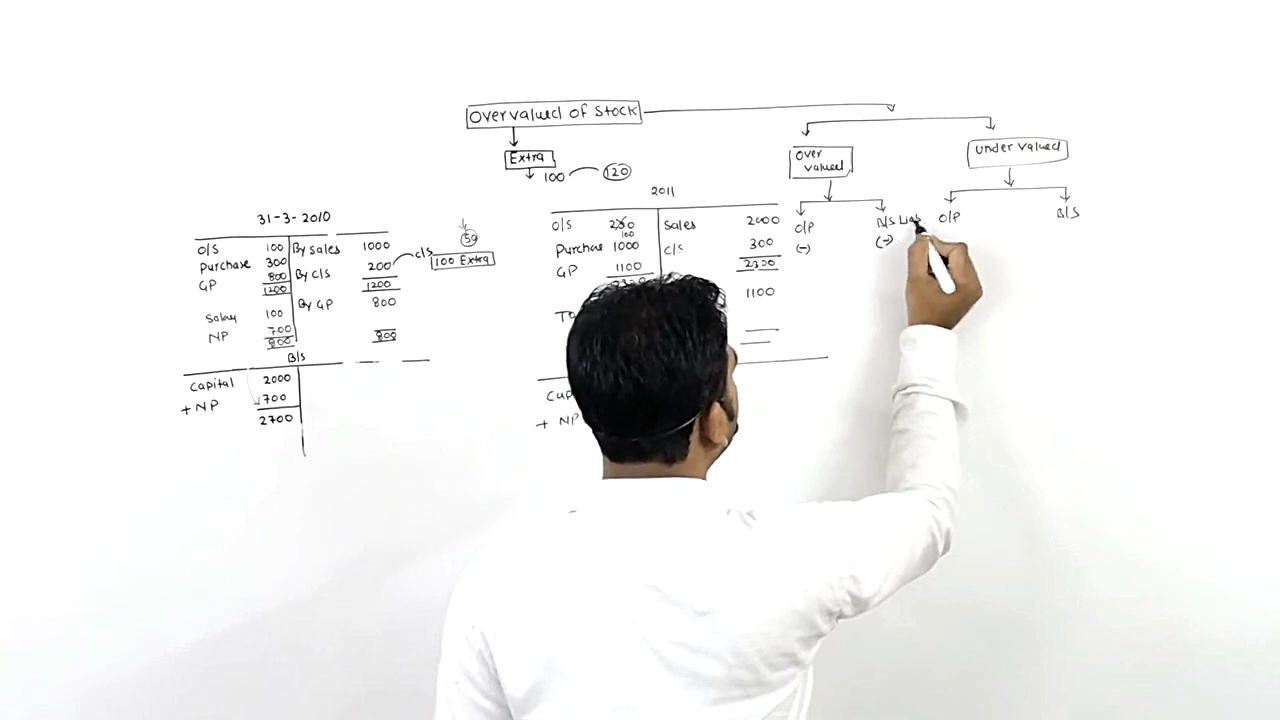 Overvalued of Stock
Extra
100 120
Over
valued
Under valued
O/P B/S Liab
(-) (-)
O/P B/S
31-3-2010
O/S 100 By Sales 1000
Purchase 300
By C/S 200
GP 800
1200 1200
By GP 800
Salary 100
NP 700
800 800
C/S
50
100 Extra
B/S
Capital 2000
+ NP 700
2700
2011
O/S 100 Sales 2000
Purchase 1000 C/S 300
GP 1100 2300
1100
+ NP